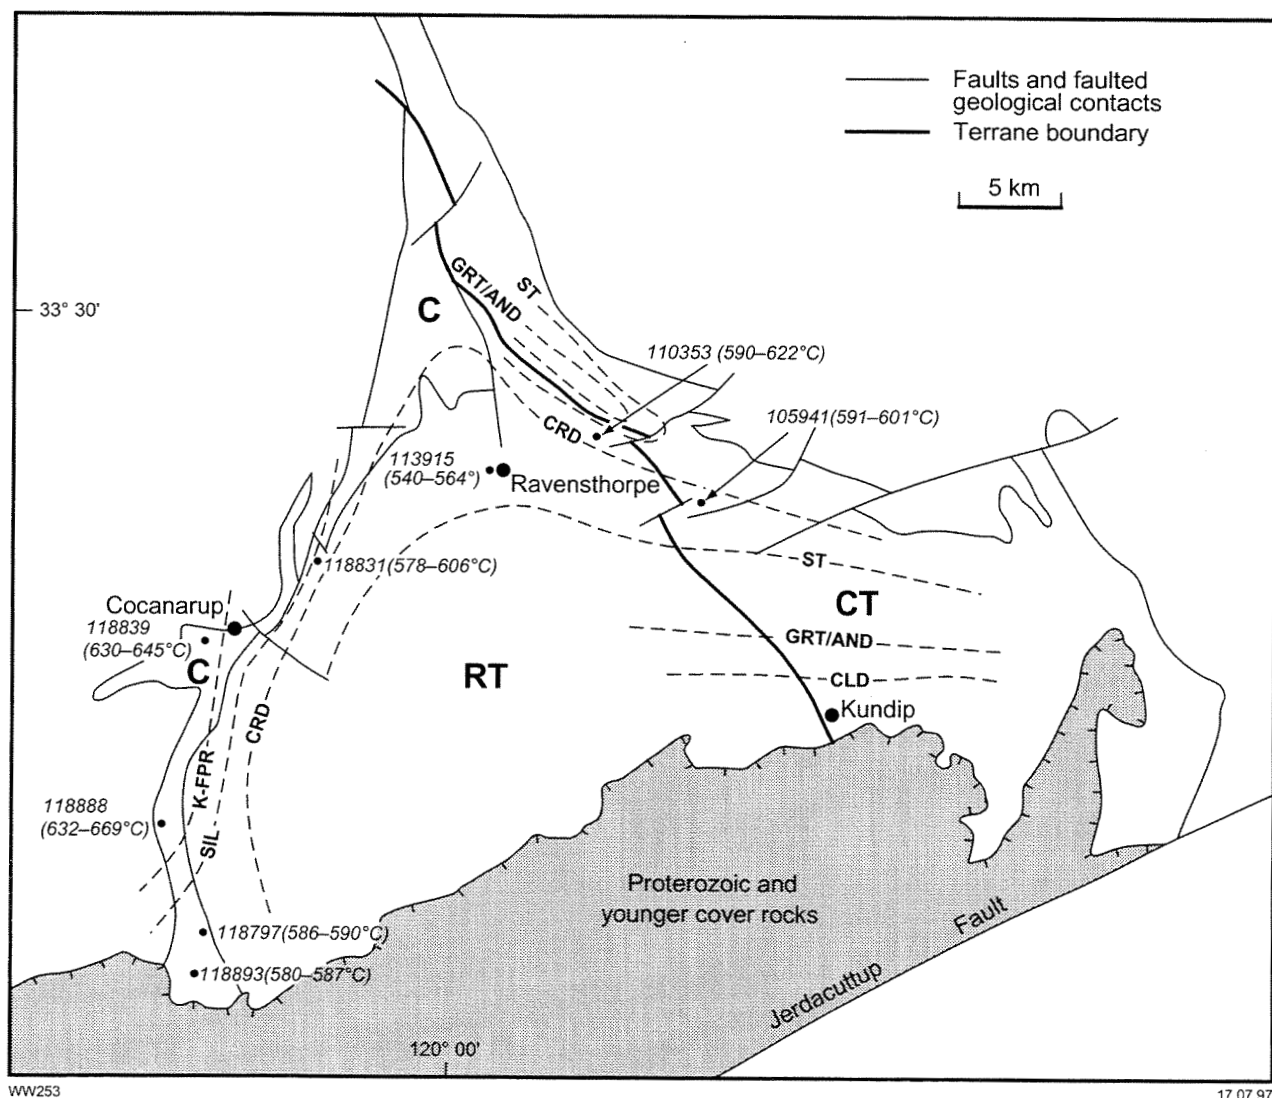 Faults and faulted
geological contacts
Terrane boundary
5 km
GRT/AND
ST
33° 30'
C
110353 (590–622°C)
105941(591–601°C)
CRD
113915
(540–564°)
Ravensthorpe
118831(578–606°C)
ST
Cocanarup
118839
(630–645°C)
C
CT
GRT/AND
RT
CLD
Kundip
CRD
K-FPR
SIL
118888
(632–669°C)
Proterozoic and
younger cover rocks
Jerdacuttup Fault
118797(586–590°C)
118893(580–587°C)
120° 00'
WW253
17.07.97